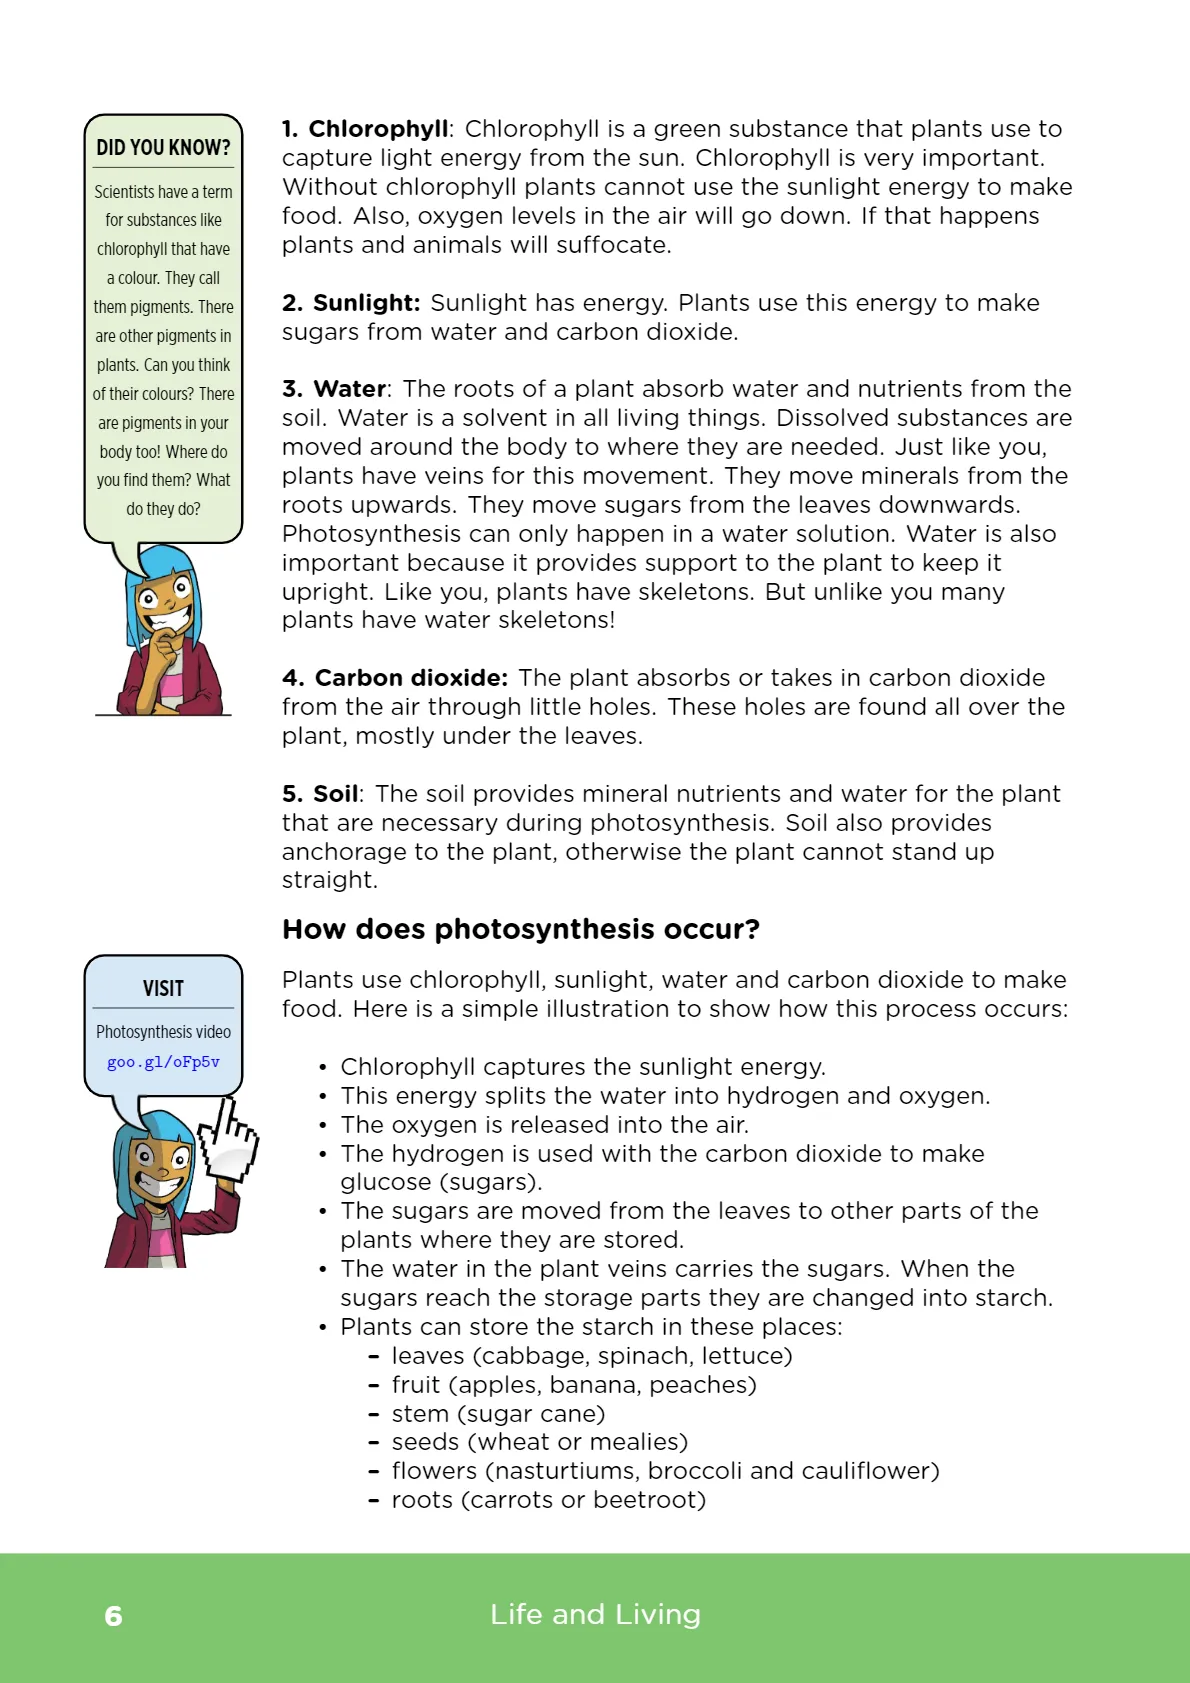 DID YOU KNOW?
Scientists have a term
for substances like
chlorophyll that have
a colour. They call
them pigments. There
are other pigments in
plants. Can you think
of their colours? There
are pigments in your
body too! Where do
you find them? What
do they do?
1. Chlorophyll: Chlorophyll is a green substance that plants use to
capture light energy from the sun. Chlorophyll is very important.
Without chlorophyll plants cannot use the sunlight energy to make
food. Also, oxygen levels in the air will go down. If that happens
plants and animals will suffocate.
2. Sunlight: Sunlight has energy. Plants use this energy to make
sugars from water and carbon dioxide.
3. Water: The roots of a plant absorb water and nutrients from the
soil. Water is a solvent in all living things. Dissolved substances are
moved around the body to where they are needed. Just like you,
plants have veins for this movement. They move minerals from the
roots upwards. They move sugars from the leaves downwards.
Photosynthesis can only happen in a water solution. Water is also
important because it provides support to the plant to keep it
upright. Like you, plants have skeletons. But unlike you many
plants have water skeletons!
4. Carbon dioxide: The plant absorbs or takes in carbon dioxide
from the air through little holes. These holes are found all over the
plant, mostly under the leaves.
5. Soil: The soil provides mineral nutrients and water for the plant
that are necessary during photosynthesis. Soil also provides
anchorage to the plant, otherwise the plant cannot stand up
straight.
How does photosynthesis occur?
VISIT
Photosynthesis video
goo.gl/oFp5v
Plants use chlorophyll, sunlight, water and carbon dioxide to make
food. Here is a simple illustration to show how this process occurs:
• Chlorophyll captures the sunlight energy.
• This energy splits the water into hydrogen and oxygen.
• The oxygen is released into the air.
• The hydrogen is used with the carbon dioxide to make
glucose (sugars).
• The sugars are moved from the leaves to other parts of the
plants where they are stored.
• The water in the plant veins carries the sugars. When the
sugars reach the storage parts they are changed into starch.
• Plants can store the starch in these places:
– leaves (cabbage, spinach, lettuce)
– fruit (apples, banana, peaches)
– stem (sugar cane)
– seeds (wheat or mealies)
– flowers (nasturtiums, broccoli and cauliflower)
– roots (carrots or beetroot)
6
Life and Living